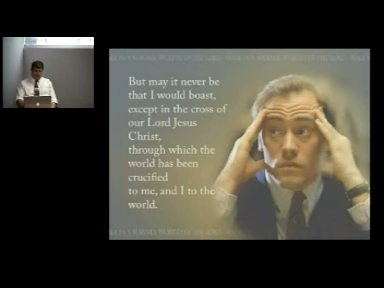 But may it never be
that I would boast,
except in the cross of
our Lord Jesus
Christ,
through which the
world has been
crucified
to me, and I to the
world.